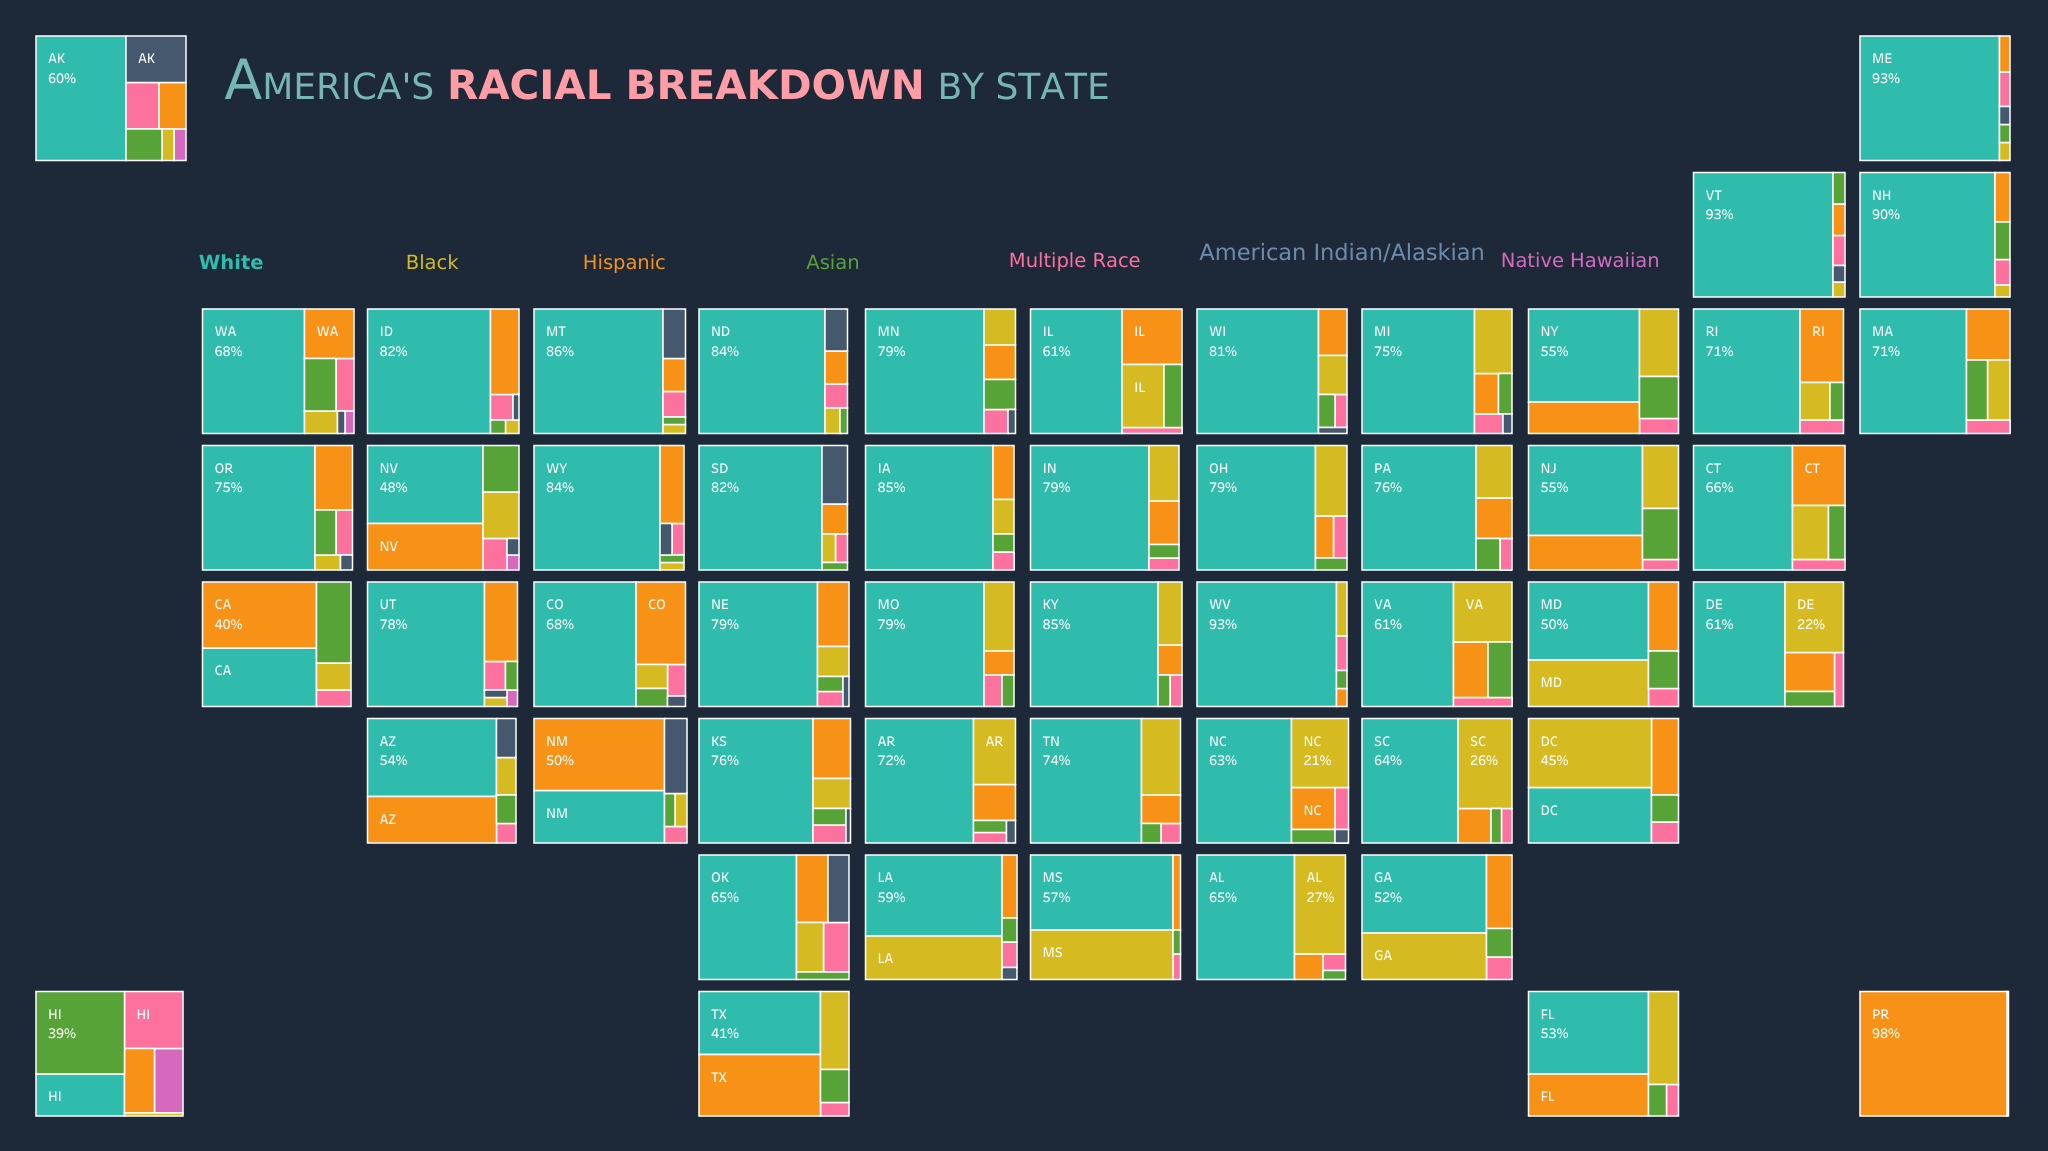 AK
60%
AK
AMERICA'S RACIAL BREAKDOWN BY STATE
ME
93%
VT
93%
NH
90%
White
Black
Hispanic
Asian
Multiple Race
American Indian/Alaskian
Native Hawaiian
WA
68%
WA
ID
82%
MT
86%
ND
84%
MN
79%
IL
61%
IL
IL
WI
81%
MI
75%
NY
55%
RI
71%
RI
MA
71%
OR
75%
NV
48%
NV
WY
84%
SD
82%
IA
85%
IN
79%
OH
79%
PA
76%
NJ
55%
CT
66%
CT
CA
40%
CA
UT
78%
CO
68%
CO
NE
79%
MO
79%
KY
85%
WV
93%
VA
61%
VA
MD
50%
MD
DE
61%
DE
22%
AZ
54%
AZ
NM
50%
NM
KS
76%
AR
72%
AR
TN
74%
NC
63%
NC
21%
NC
SC
64%
SC
26%
DC
45%
DC
OK
65%
LA
59%
LA
MS
57%
MS
AL
65%
AL
27%
GA
52%
GA
HI
39%
HI
HI
TX
41%
TX
FL
53%
FL
PR
98%